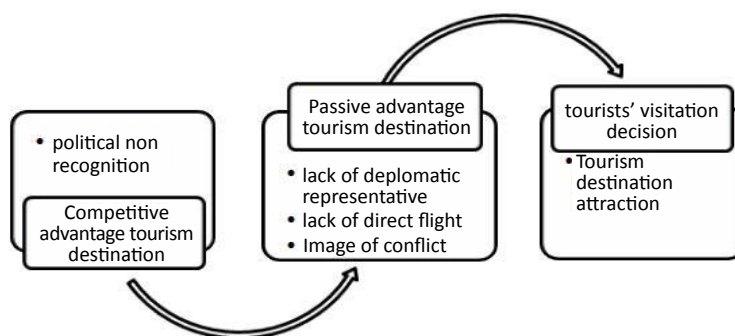 • political non
recognition
Competitive
advantage tourism
destination
Passive advantage
tourism destination
• lack of deplomatic
representative
• lack of direct flight
• Image of conflict
tourists’ visitation
decision
• Tourism
destination
attraction